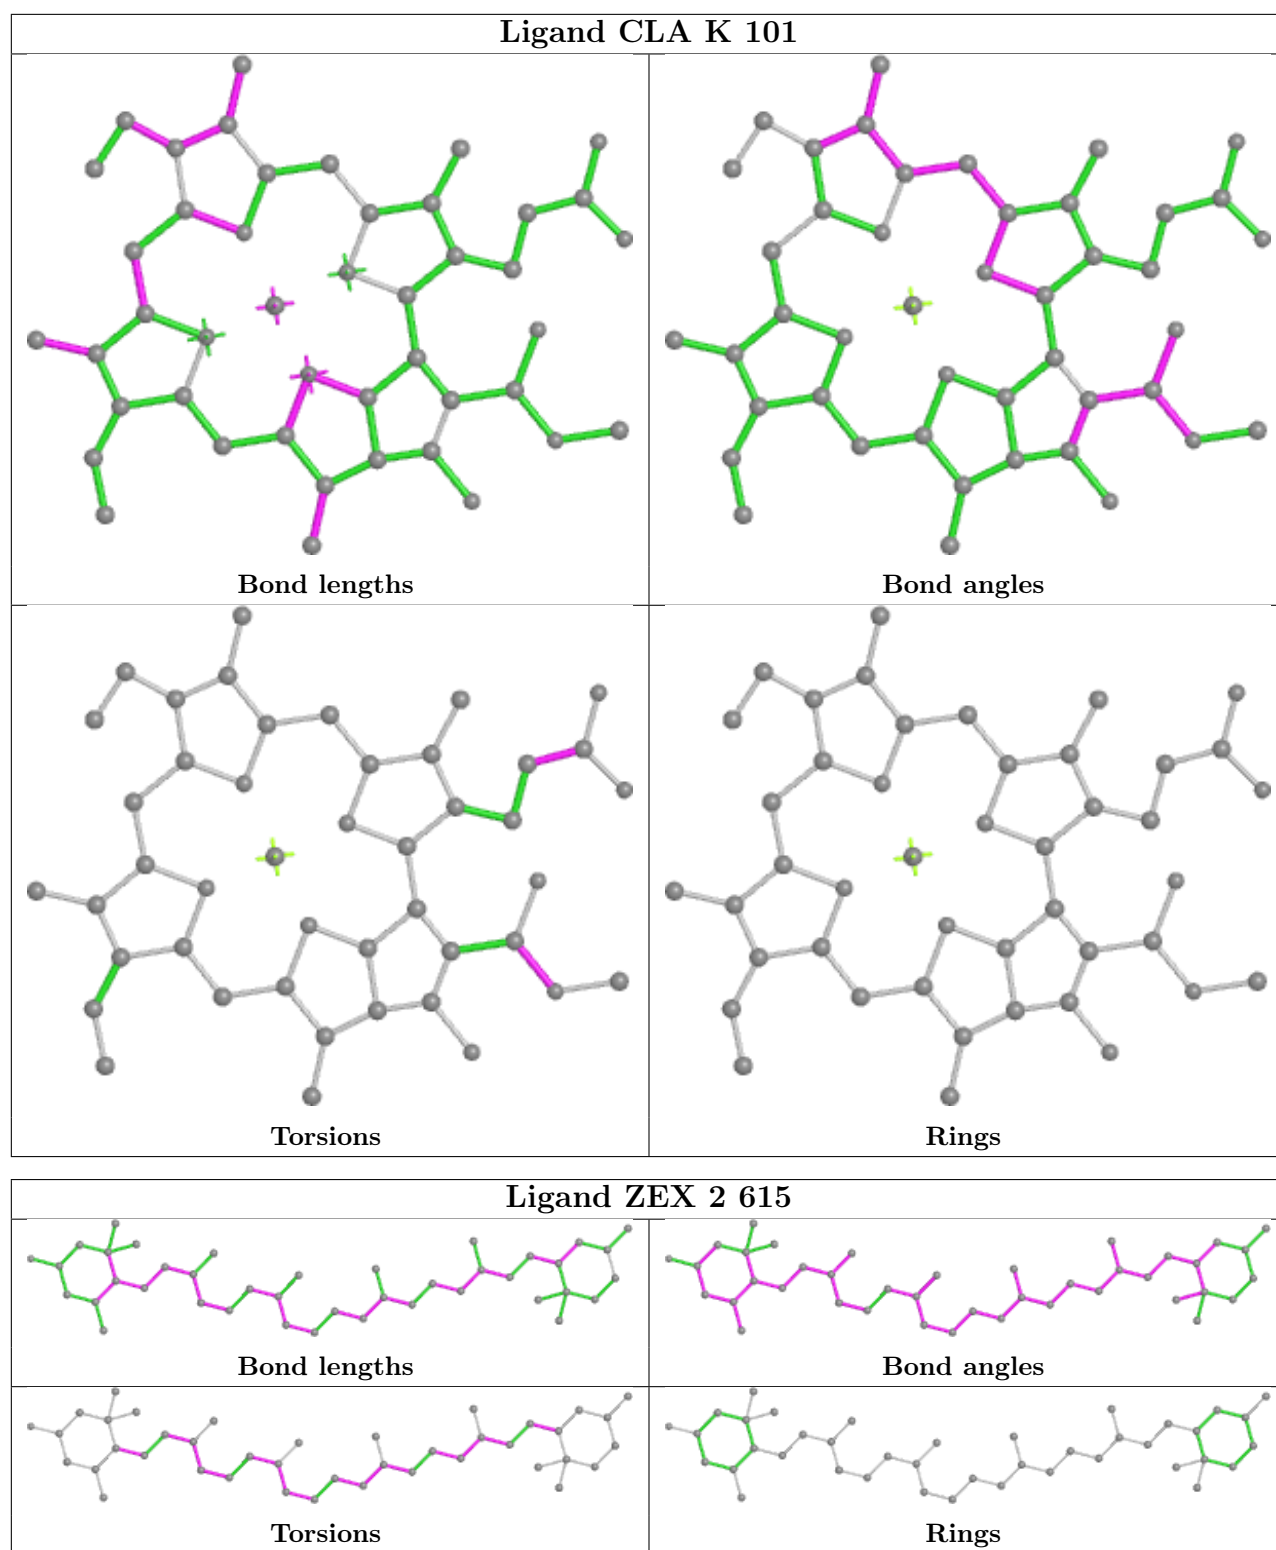 Ligand CLA K 101
Bond lengths
Bond angles
Torsions
Rings
Ligand ZEX 2 615
Bond lengths
Bond angles
Torsions
Rings